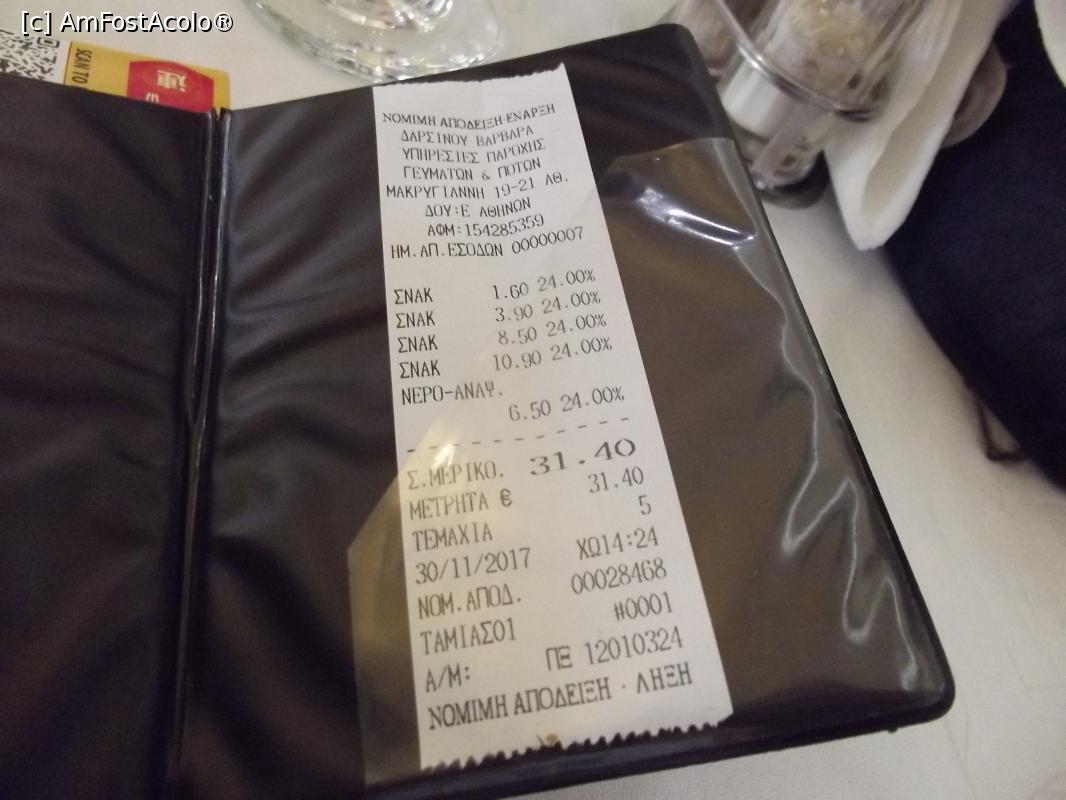 [c] AmFostAcolo®
SCAN TO
ΝΟΜΙΜΗ ΑΠΟΔΕΙΞΗ-ΕΝΑΡΞΗ
ΔΑΡΣΙΝΟΥ ΒΑΡΒΑΡΑ
ΥΠΗΡΕΣΙΕΣ ΠΑΡΟΧΗΣ
ΓΕΥΜΑΤΩΝ & ΠΟΤΩΝ
ΜΑΚΡΥΓΙΑΝΝΗ 19-21 ΑΘ.
ΔΟΥ:Ε ΑΘΗΝΩΝ
ΑΦΜ:154285359
ΗΜ.ΑΠ.ΕΣΟΔΩΝ 00000007
ΣΝΑΚ 1.60 24.00%
ΣΝΑΚ 3.90 24.00%
ΣΝΑΚ 8.50 24.00%
ΣΝΑΚ 10.90 24.00%
ΝΕΡΟ-ΑΝΑΨ.
6.50 24.00%
Σ.ΜΕΡΙΚΟ. 31.40
ΜΕΤΡΗΤΑ € 31.40
ΤΕΜΑΧΙΑ 5
30/11/2017 ΧΩ14:24
ΝΟΜ.ΑΠΟΔ. 00028468
ΤΑΜΙΑΣ01 #0001
Α/Μ: ΠΞ 12010324
ΝΟΜΙΜΗ ΑΠΟΔΕΙΞΗ · ΛΗΞΗ